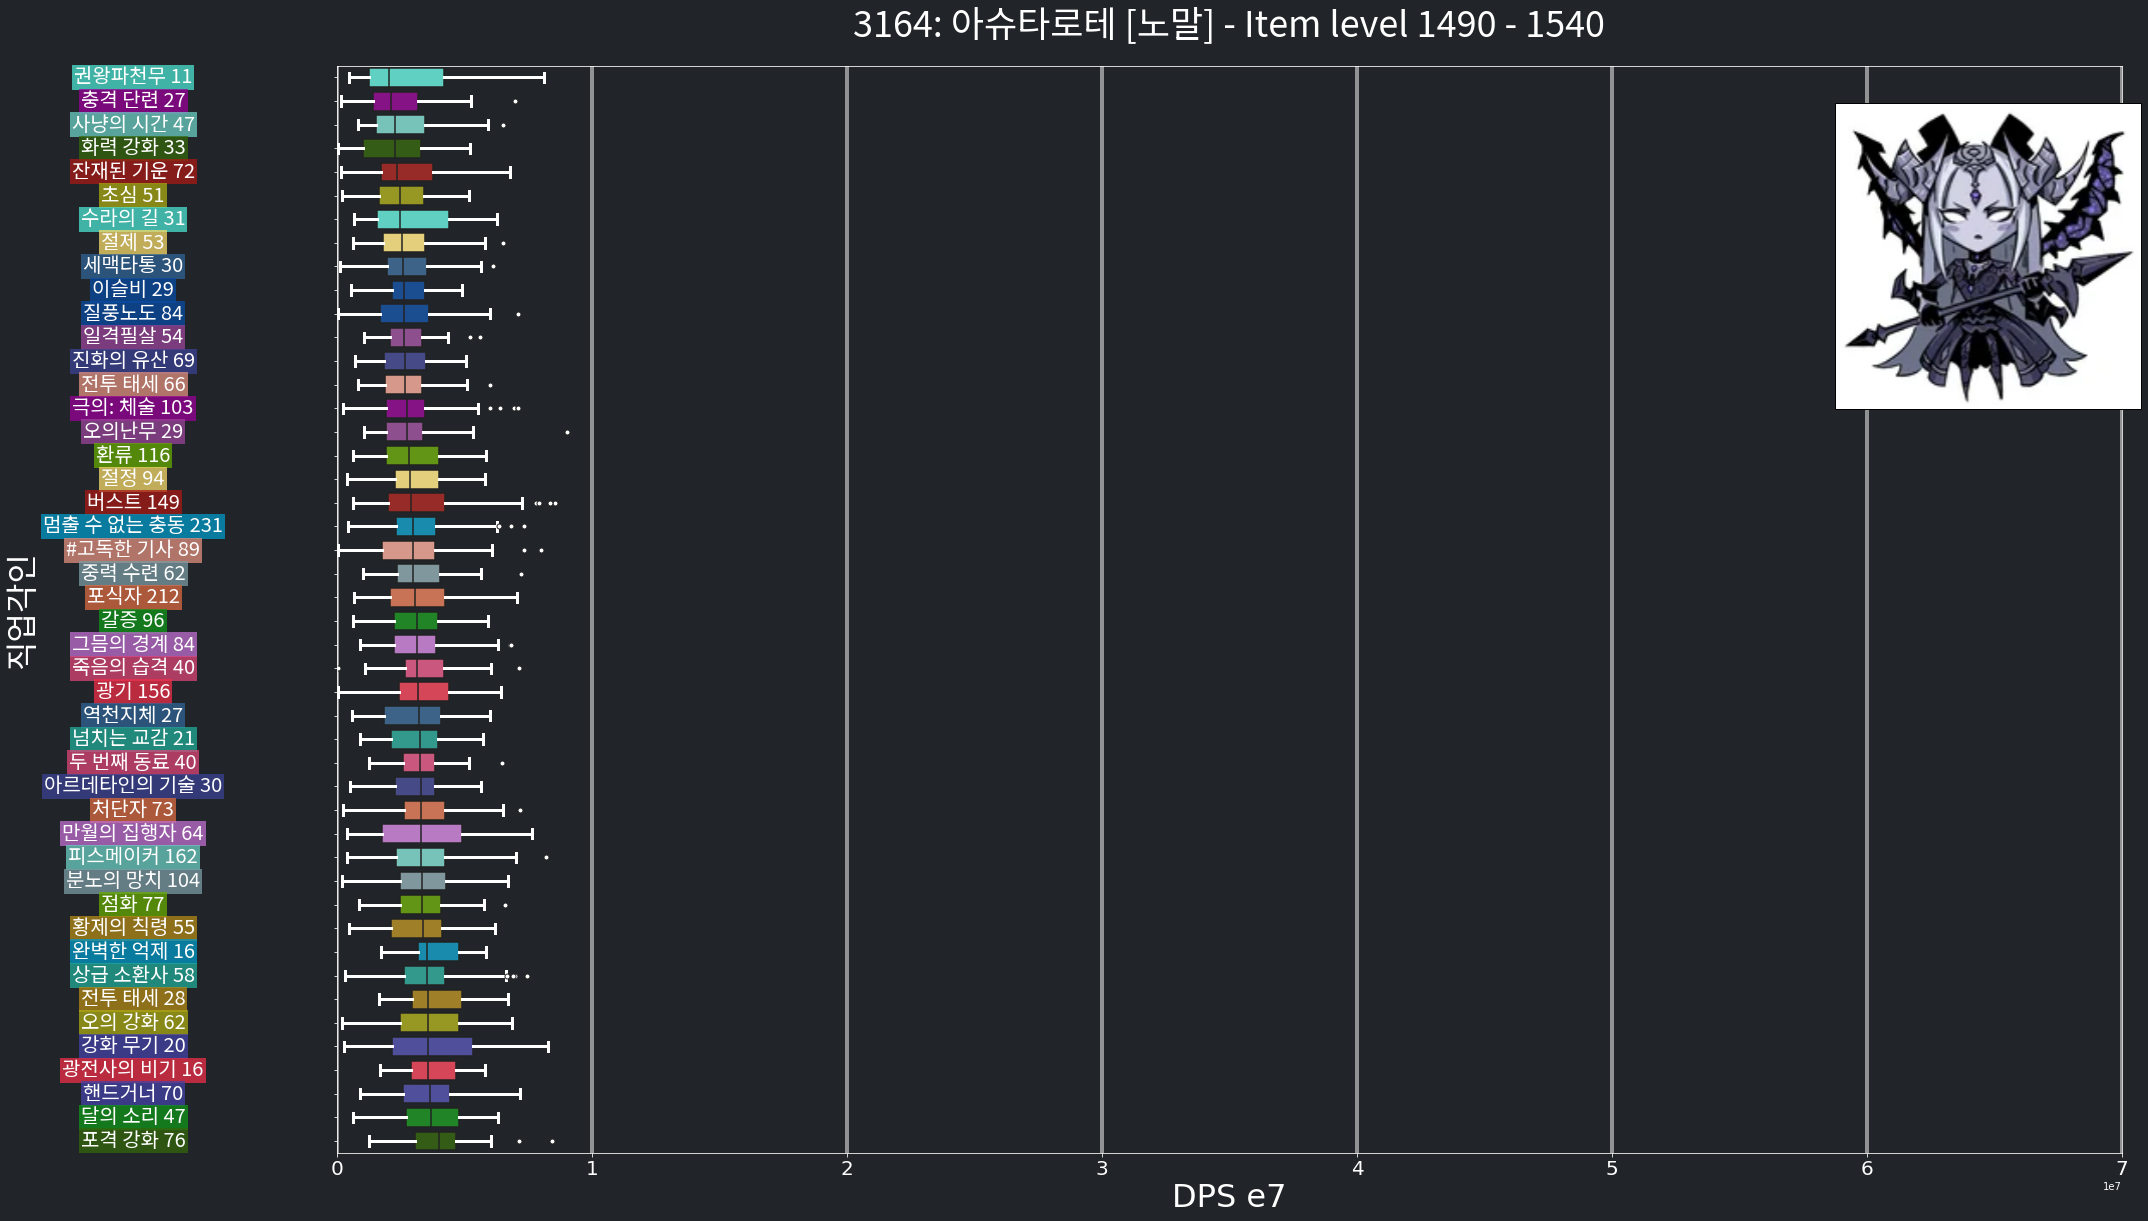 3164: 아슈타로테 [노말] - Item level 1490 - 1540
권왕파천무 11
충격 단련 27
사냥의 시간 47
화력 강화 33
잔재된 기운 72
초심 51
수라의 길 31
절제 53
세맥타통 30
이슬비 29
질풍노도 84
일격필살 54
진화의 유산 69
전투 태세 66
극의: 체술 103
오의난무 29
환류 116
절정 94
버스트 149
멈출 수 없는 충동 231
#고독한 기사 89
중력 수련 62
포식자 212
갈증 96
그믐의 경계 84
죽음의 습격 40
광기 156
역천지체 27
넘치는 교감 21
두 번째 동료 40
아르데타인의 기술 30
처단자 73
만월의 집행자 64
피스메이커 162
분노의 망치 104
점화 77
황제의 칙령 55
완벽한 억제 16
상급 소환사 58
전투 태세 28
오의 강화 62
강화 무기 20
광전사의 비기 16
핸드거너 70
달의 소리 47
포격 강화 76
직업각인
0 1 2 3 4 5 6 7
1e7
DPS e7